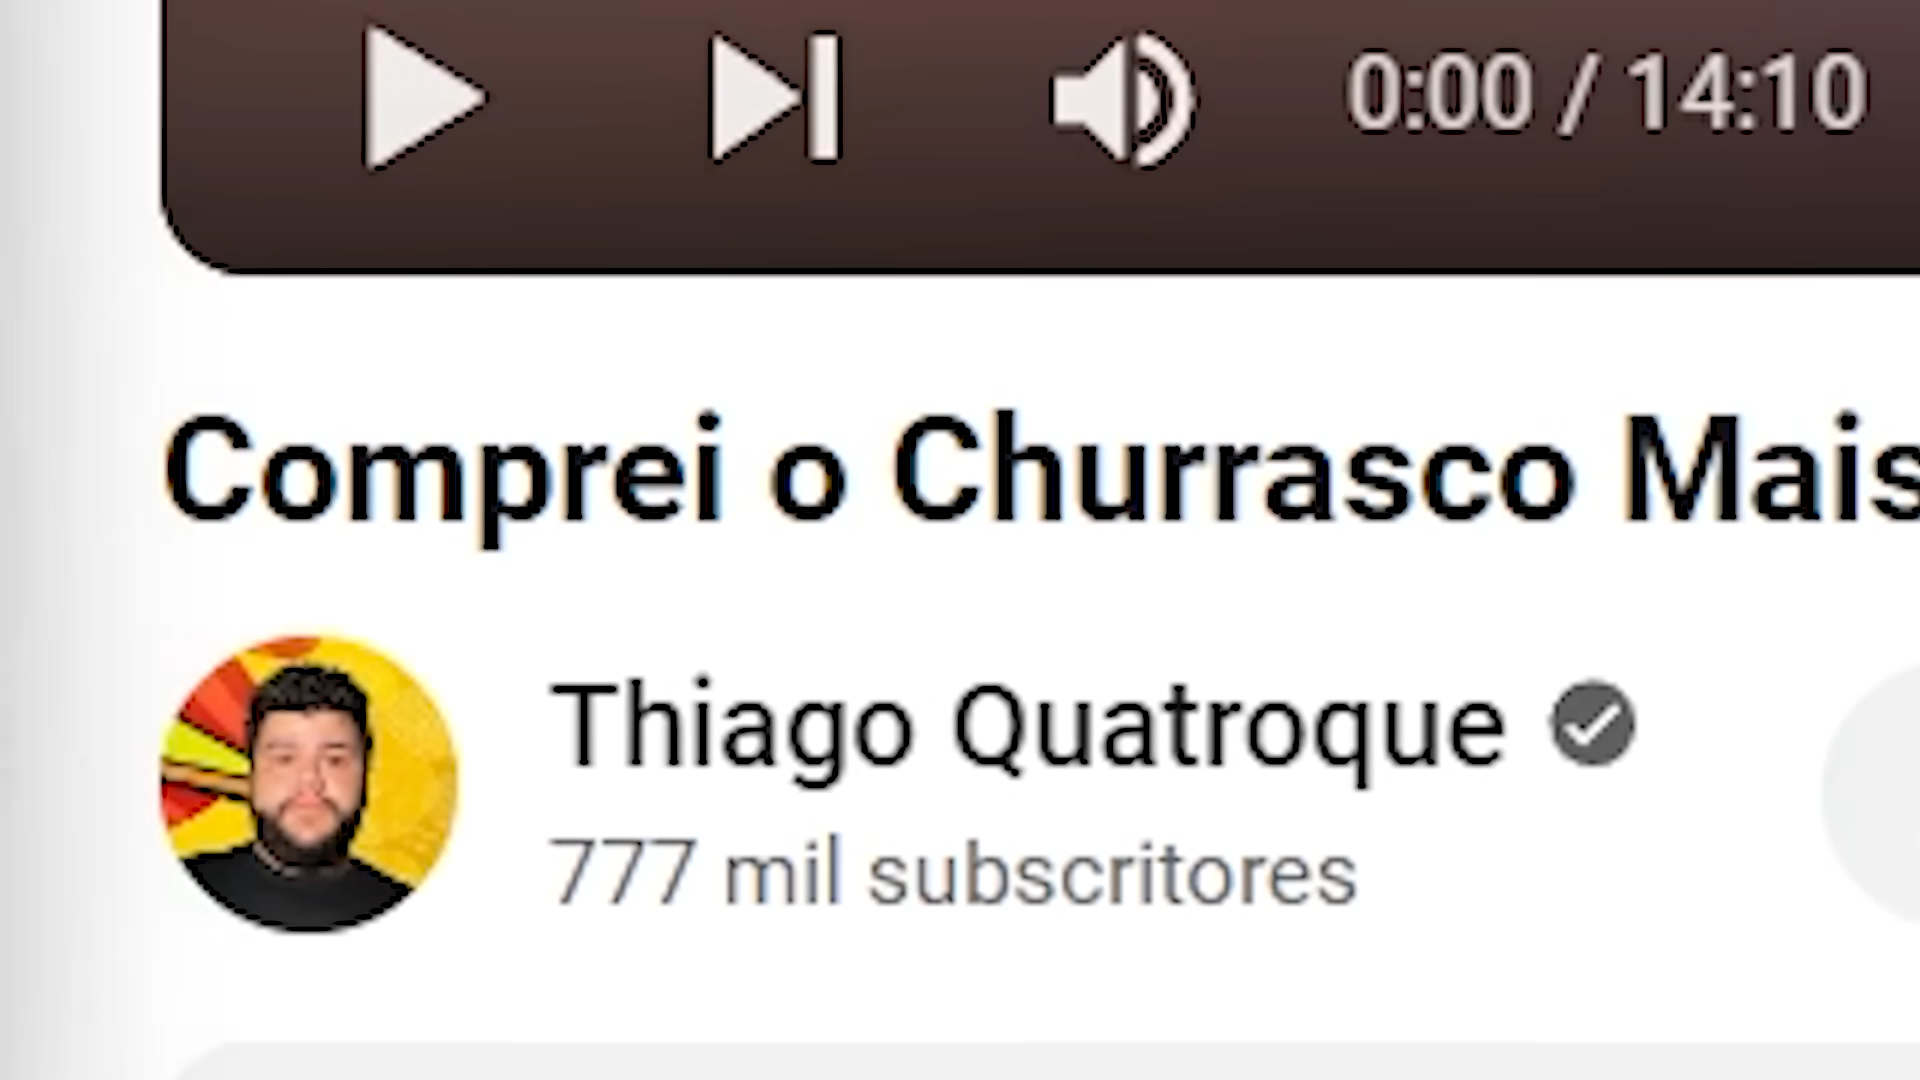 0:00 / 14:10
Comprei o Churrasco Mais
Thiago Quatroque
777 mil subscritores